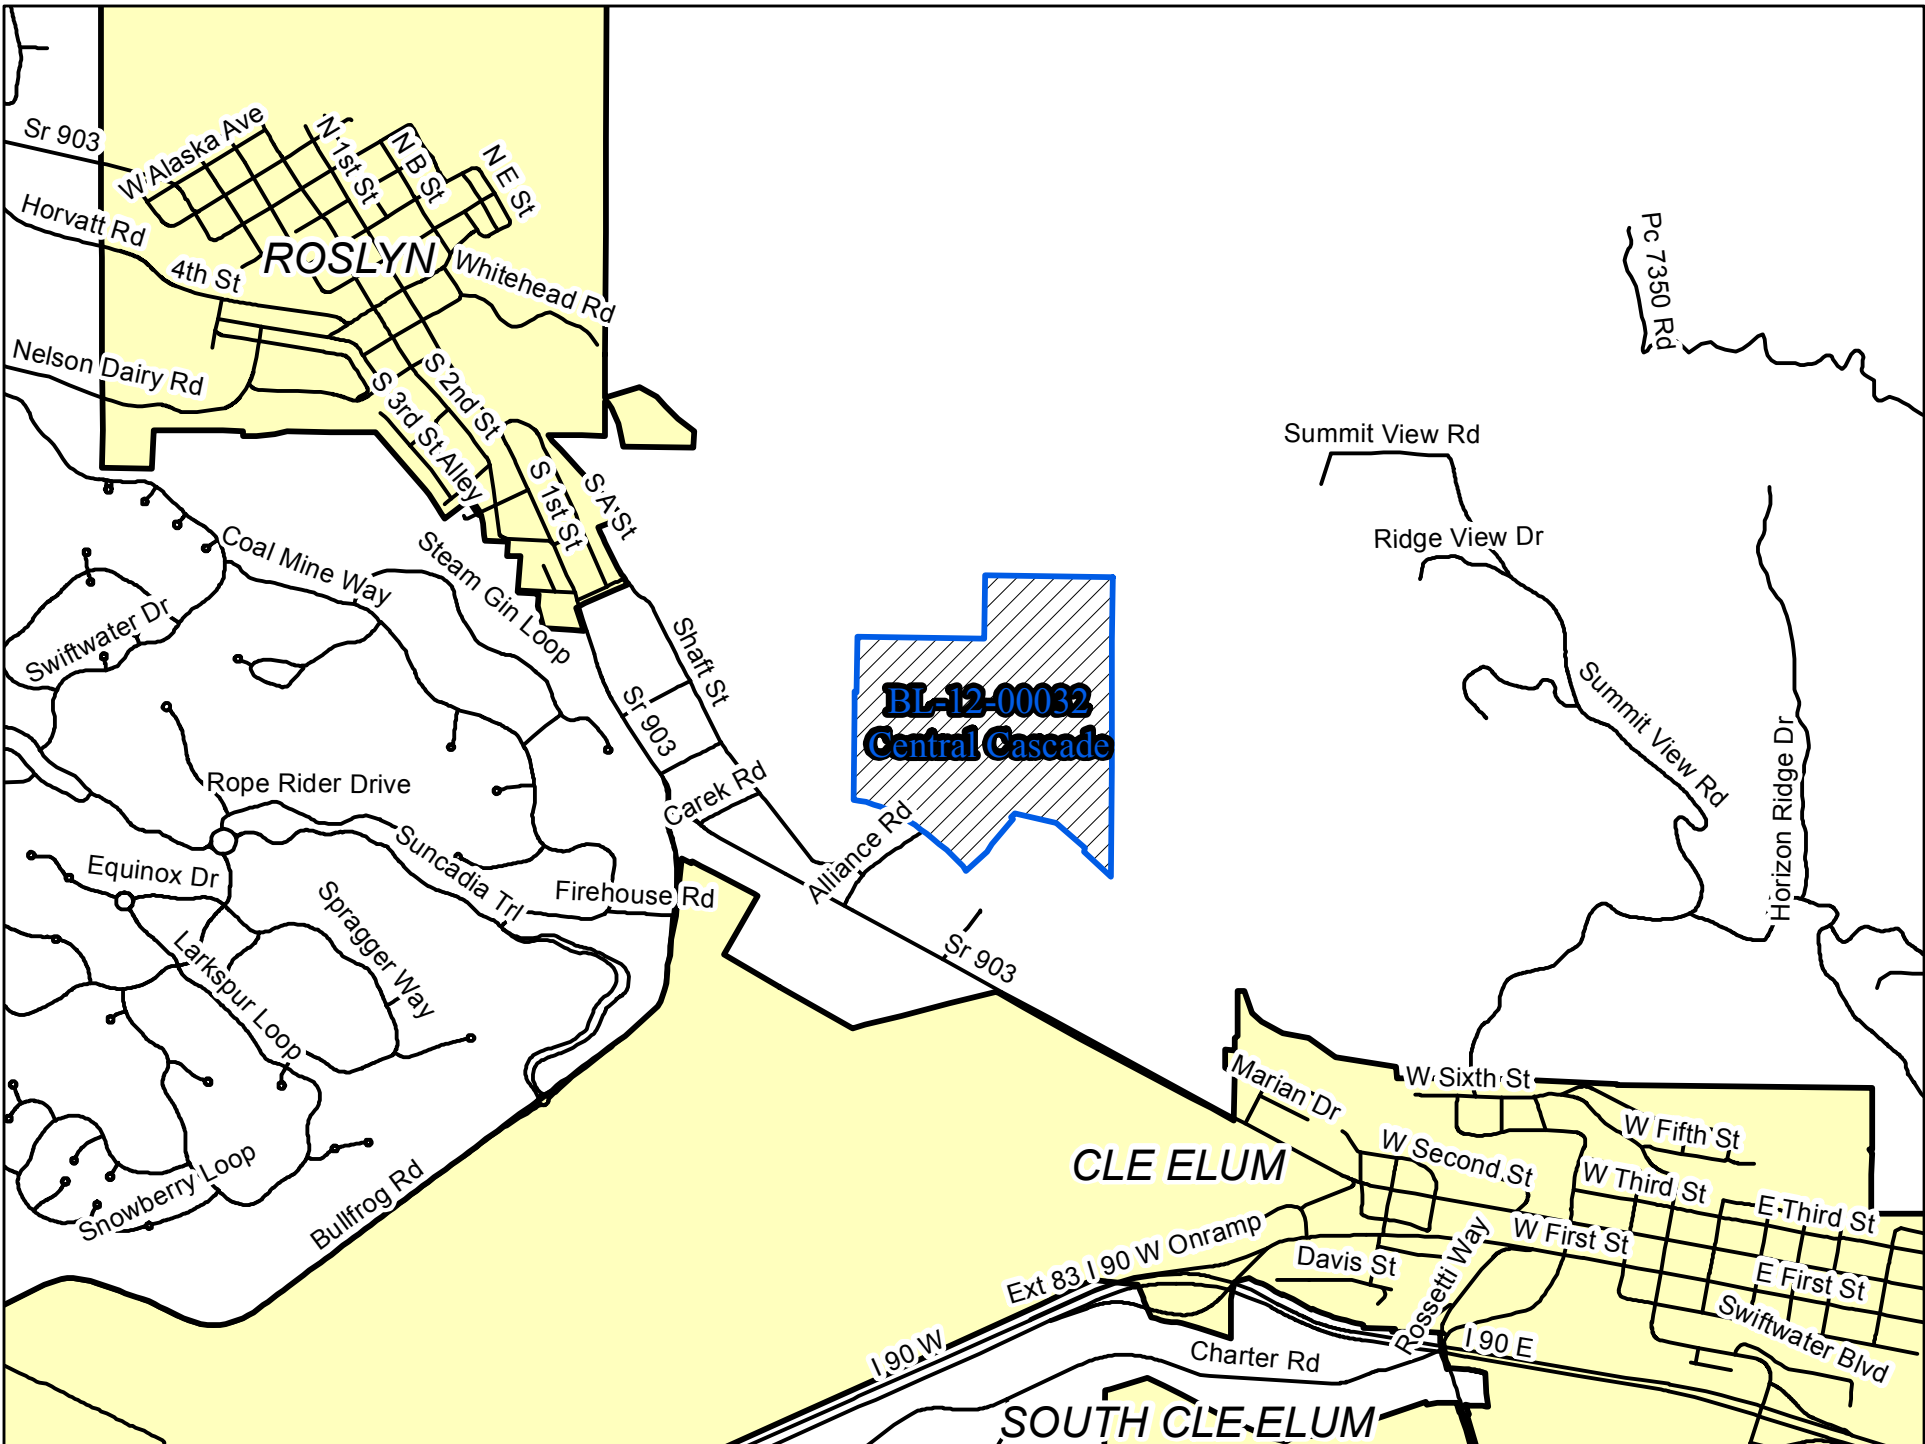 Sr 903
W Alaska Ave
N 1st St
N B St
N E St
Horvatt Rd
ROSLYN
4th St
Whitehead Rd
Pc 7350 Rd
Nelson Dairy Rd
S 2nd St
S 3rd St Alley
S 1st St
S A St
Summit View Rd
Ridge View Dr
Coal Mine Way
Steam Gin Loop
Swiftwater Dr
Shaft St
Sr 903
BL-12-00032
Central Cascade
Summit View Rd
Horizon Ridge Dr
Rope Rider Drive
Carek Rd
Suncadia Trl
Alliance Rd
Equinox Dr
Firehouse Rd
Spragger Way
Larkspur Loop
Sr 903
Marian Dr
W Sixth St
W Fifth St
Snowberry Loop
Bullfrog Rd
CLE ELUM
W Second St
W Third St
E Third St
W First St
Ext 83 I 90 W Onramp
Davis St
Rossetti Way
E First St
Swiftwater Blvd
I 90 W
Charter Rd
I 90 E
SOUTH CLE ELUM